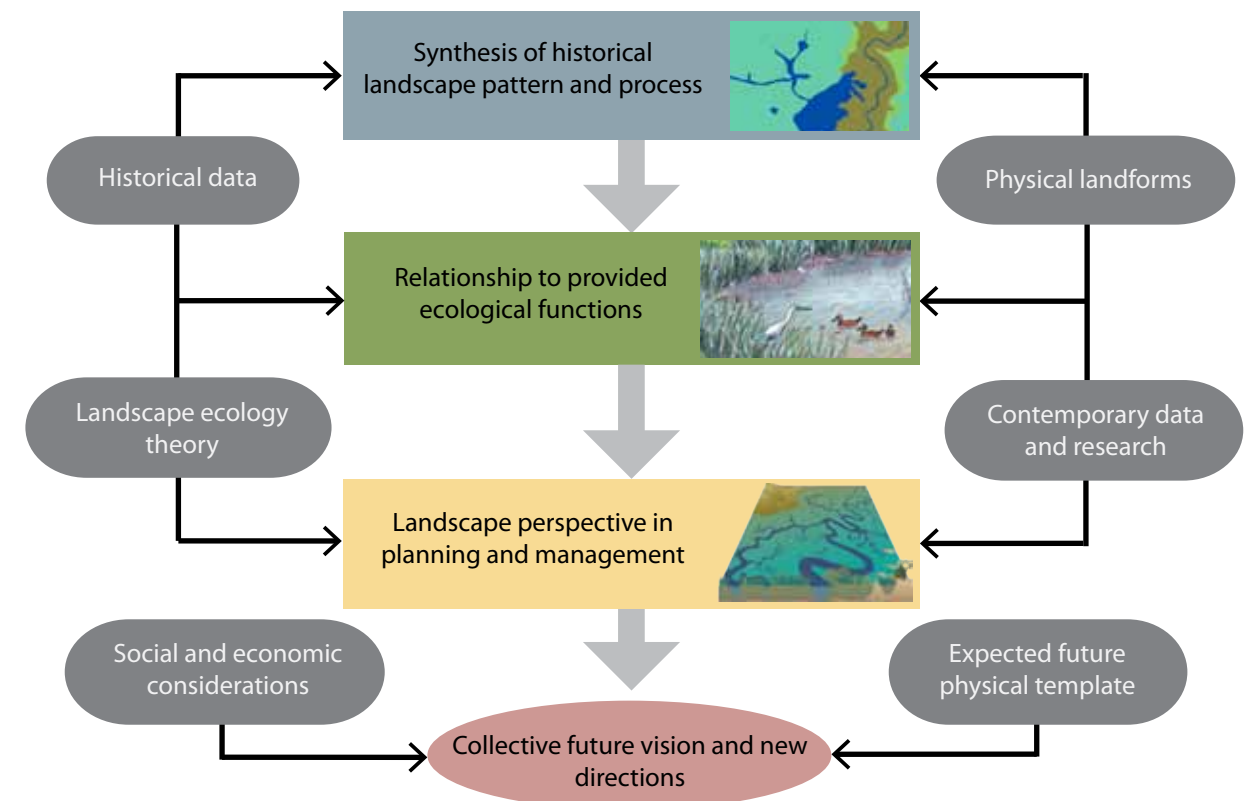 Synthesis of historical
landscape pattern and process
Historical data
Physical landforms
Relationship to provided
ecological functions
Landscape ecology
theory
Contemporary data
and research
Landscape perspective in
planning and management
Social and economic
considerations
Expected future
physical template
Collective future vision and new
directions